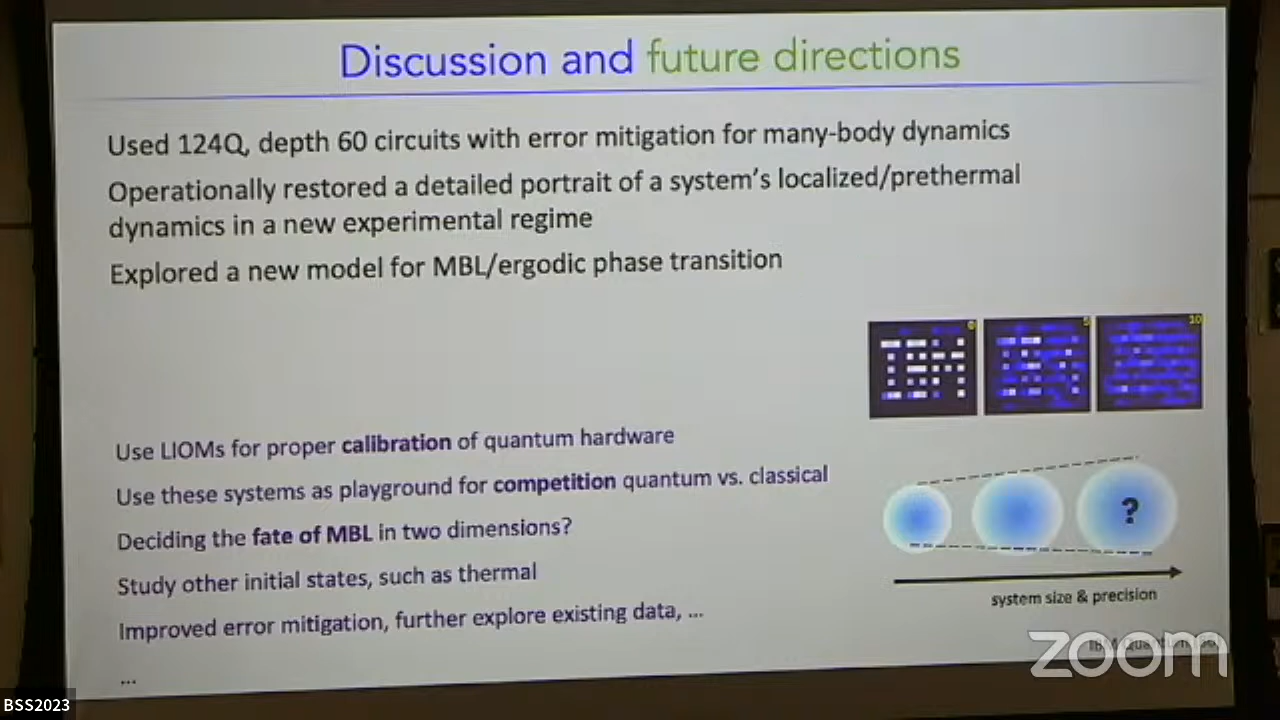 Discussion and future directions
Used 124Q, depth 60 circuits with error mitigation for many-body dynamics
Operationally restored a detailed portrait of a system's localized/prethermal
dynamics in a new experimental regime
Explored a new model for MBL/ergodic phase transition
0
5
10
Use LIOMs for proper calibration of quantum hardware
Use these systems as playground for competition quantum vs. classical
Deciding the fate of MBL in two dimensions?
?
Study other initial states, such as thermal
system size & precision
Improved error mitigation, further explore existing data, ...
...
zoom
BSS2023